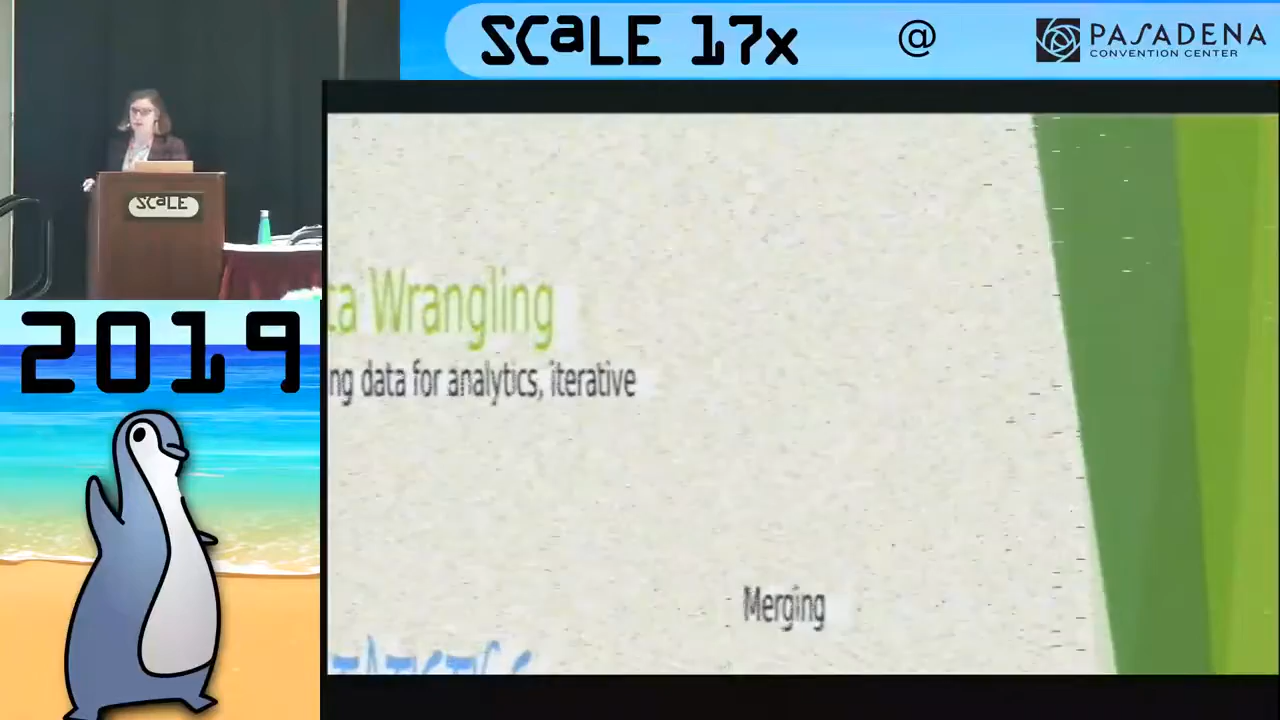 SCaLE 17x @ PASADENA
CONVENTION CENTER
SCaLE
2019
ta Wrangling
ng data for analytics, iterative
Merging